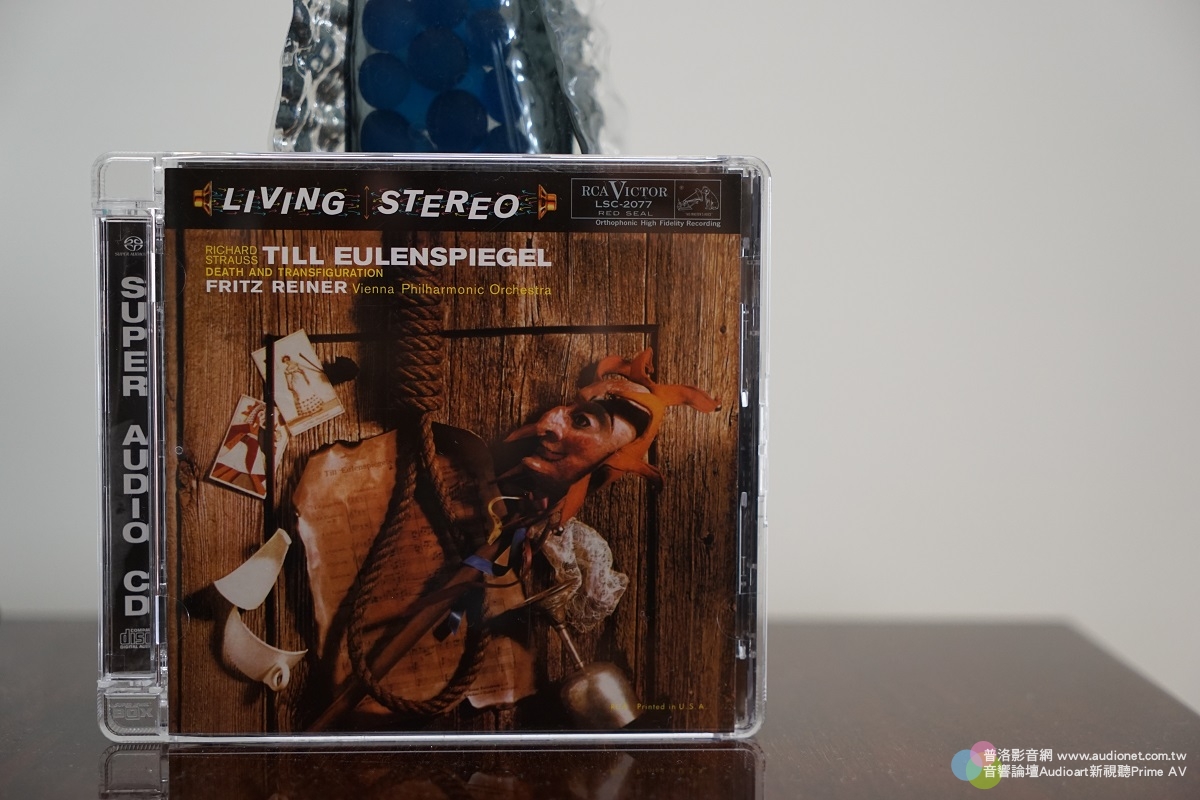 LIVING STEREO
RCA VICTOR
LSC-2077
RED SEAL
Orthophonic High Fidelity Recording
RICHARD STRAUSS TILL EULENSPIEGEL
DEATH AND TRANSFIGURATION
FRITZ REINER Vienna Philharmonic Orchestra
SUPER AUDIO CD
Till Eulenspiegel
Printed in U.S.A.
普洛影音網 www.audionet.com.tw
音響論壇Audioart新視聽Prime AV